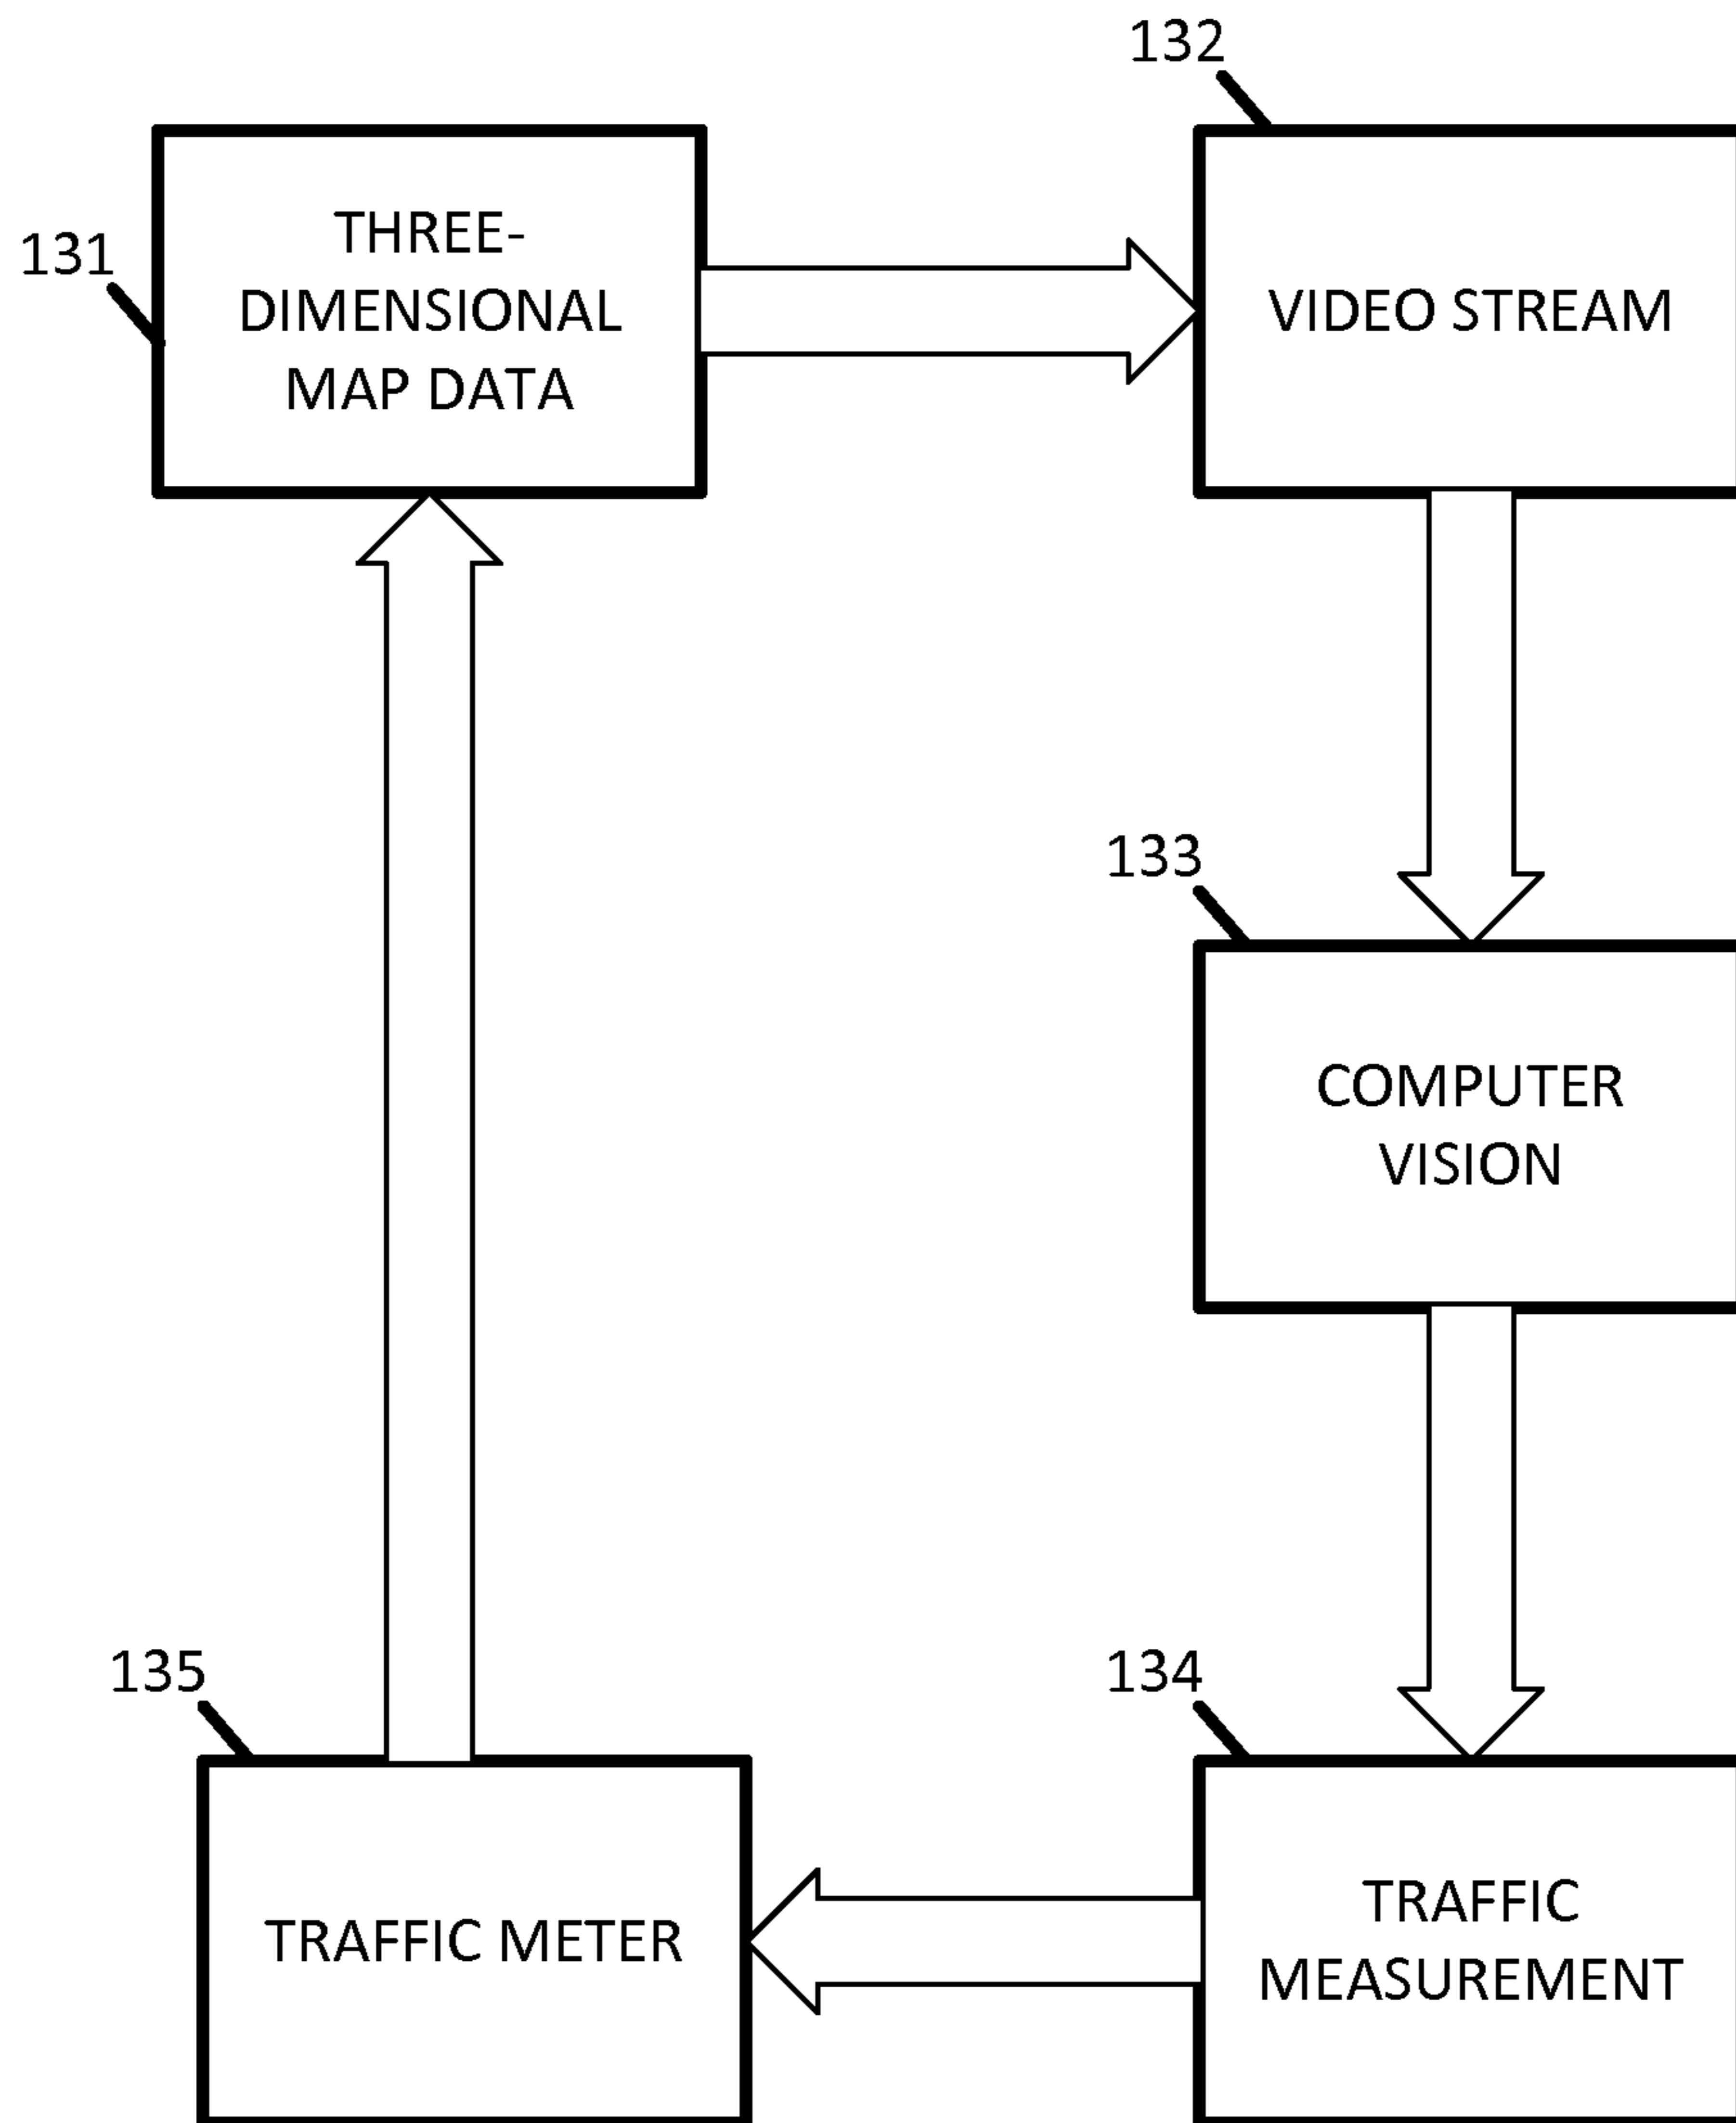 132
131
THREE-
DIMENSIONAL
MAP DATA
VIDEO STREAM
133
COMPUTER
VISION
135
134
TRAFFIC METER
TRAFFIC
MEASUREMENT